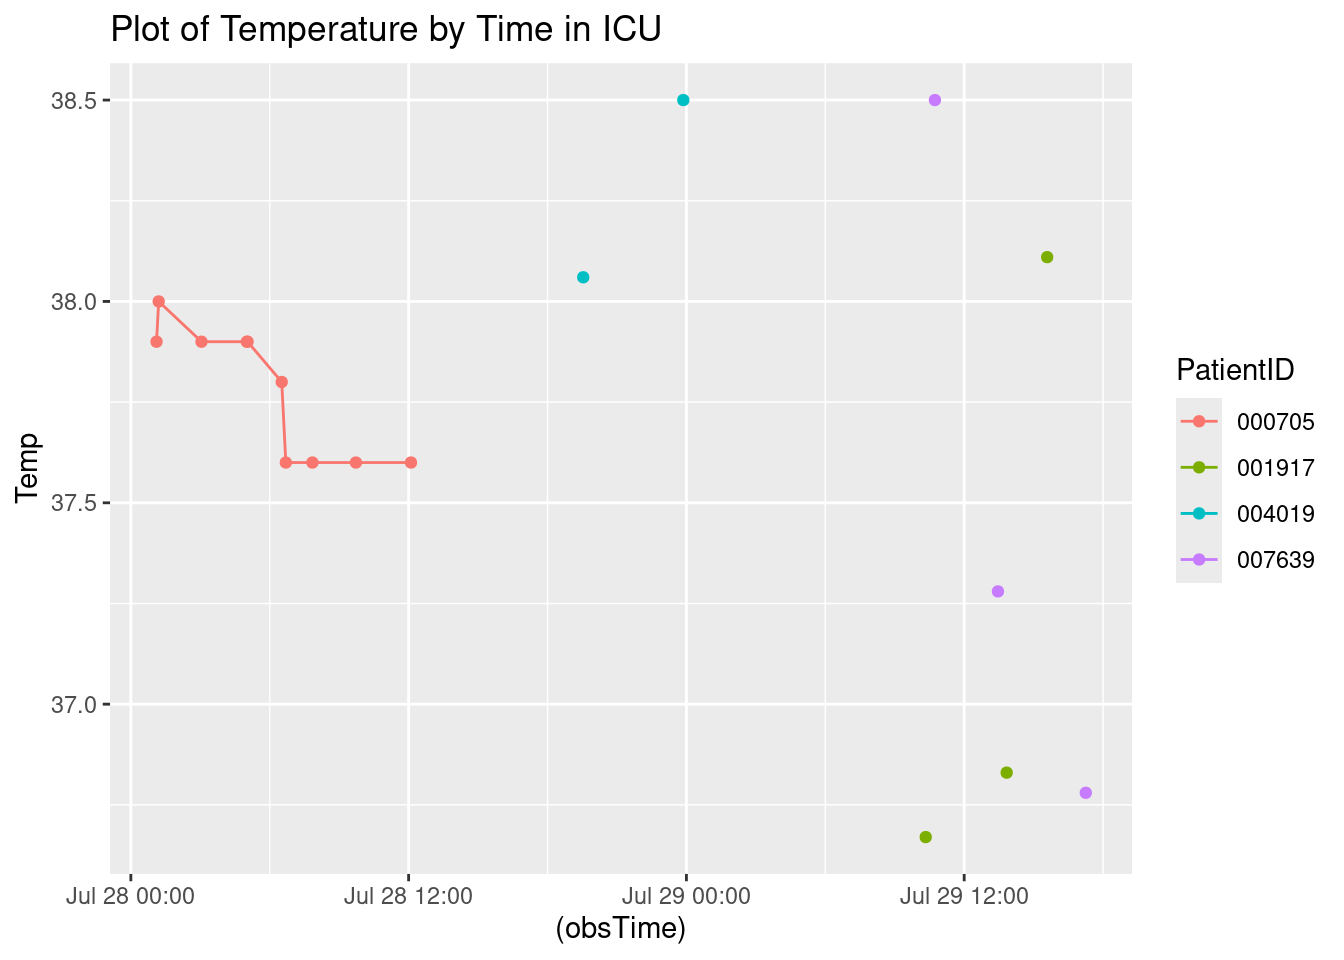 Plot of Temperature by Time in ICU
38.5
38.0
37.5
37.0
Temp
Jul 28 00:00 Jul 28 12:00 Jul 29 00:00 Jul 29 12:00
(obsTime)
PatientID
000705
001917
004019
007639